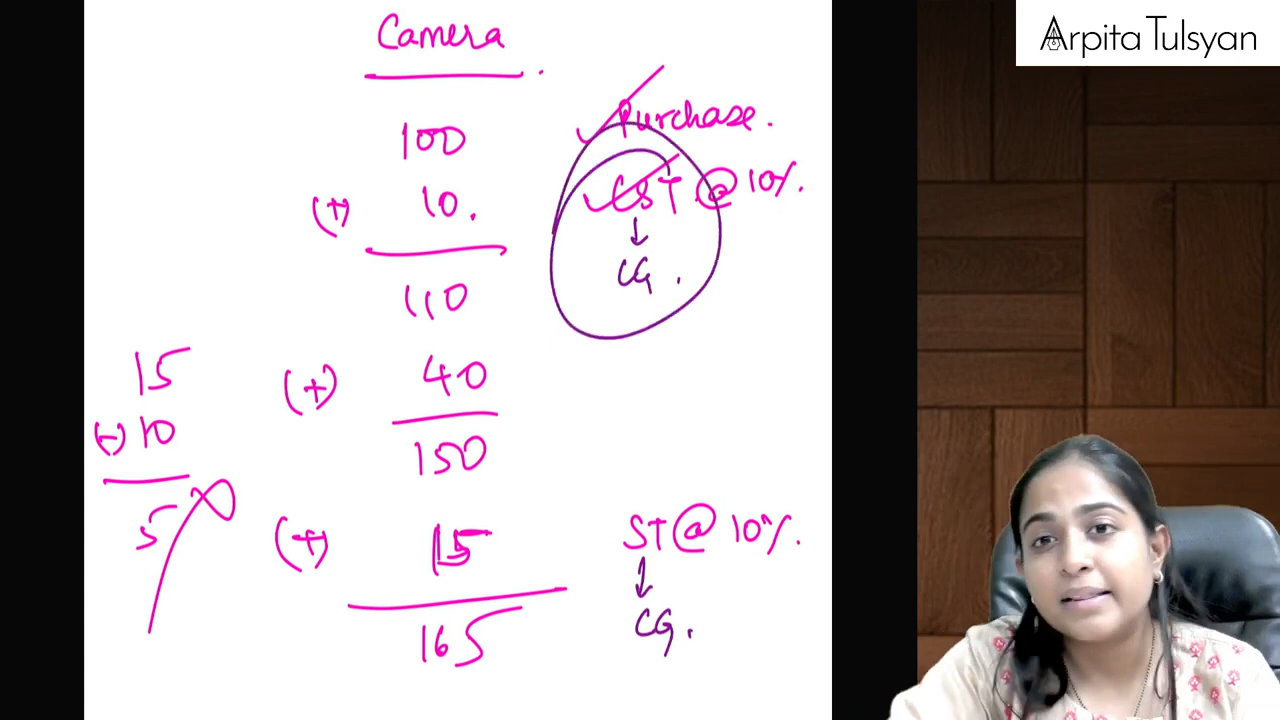 Arpita Tulsyan
Camera
100 Purchase.
(+) 10. CST @ 10%.
↓
110 CG.
15 (+) 40
(-) 10
150
5 (+) 15 ST @ 10%.
↓
165 CG.